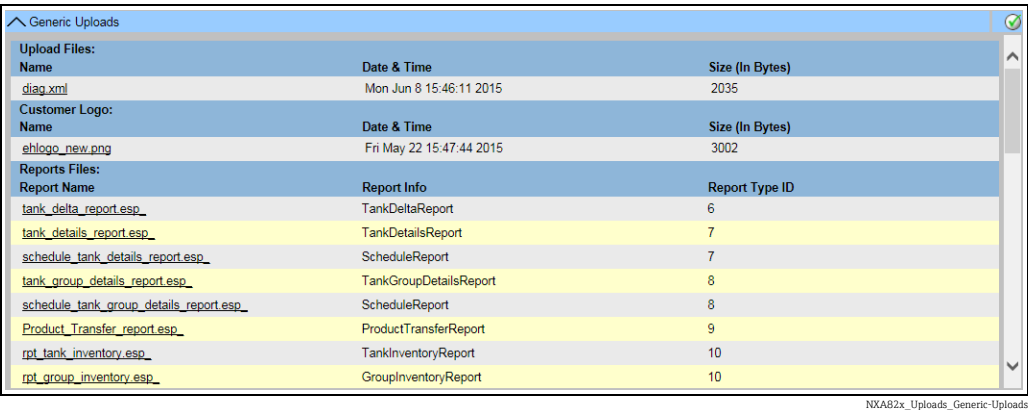 Generic Uploads
Upload Files:
Name Date & Time Size (In Bytes)
diag.xml Mon Jun 8 15:46:11 2015 2035
Customer Logo:
Name Date & Time Size (In Bytes)
ehlogo_new.png Fri May 22 15:47:44 2015 3002
Reports Files:
Report Name Report Info Report Type ID
tank_delta_report.esp_ TankDeltaReport 6
tank_details_report.esp_ TankDetailsReport 7
schedule_tank_details_report.esp_ ScheduleReport 7
tank_group_details_report.esp_ TankGroupDetailsReport 8
schedule_tank_group_details_report.esp_ ScheduleReport 8
Product_Transfer_report.esp_ ProductTransferReport 9
rpt_tank_inventory.esp_ TankInventoryReport 10
rpt_group_inventory.esp_ GroupInventoryReport 10
NXA82x_Uploads_Generic-Uploads